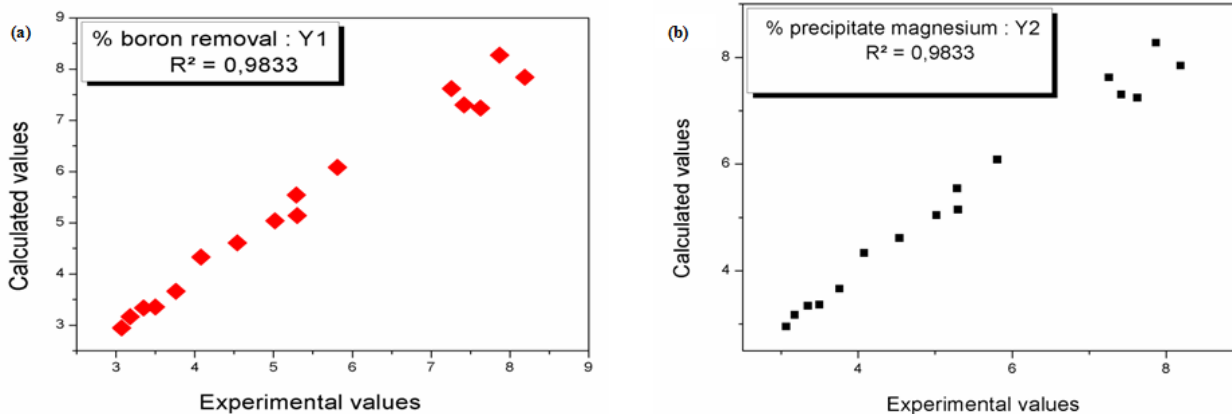 (a)
% boron removal : Y1
R² = 0,9833
9
8
7
6
5
4
3
Calculated values
3
4
5
6
7
8
9
Experimental values
(b)
% precipitate magnesium : Y2
R² = 0,9833
8
6
4
Calculated values
4
6
8
Experimental values